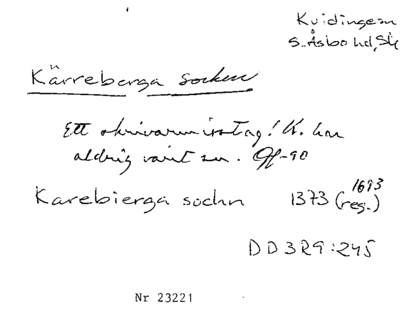 Kvidinge sn
S. Åsbo hd, Sk
Kärreberga socken
Ett skrivarmisstag! K. har
aldrig varit sn. Gf-90
Karebierga sochn 1373 (1693 reg.)
DD3R9:245
Nr 23221